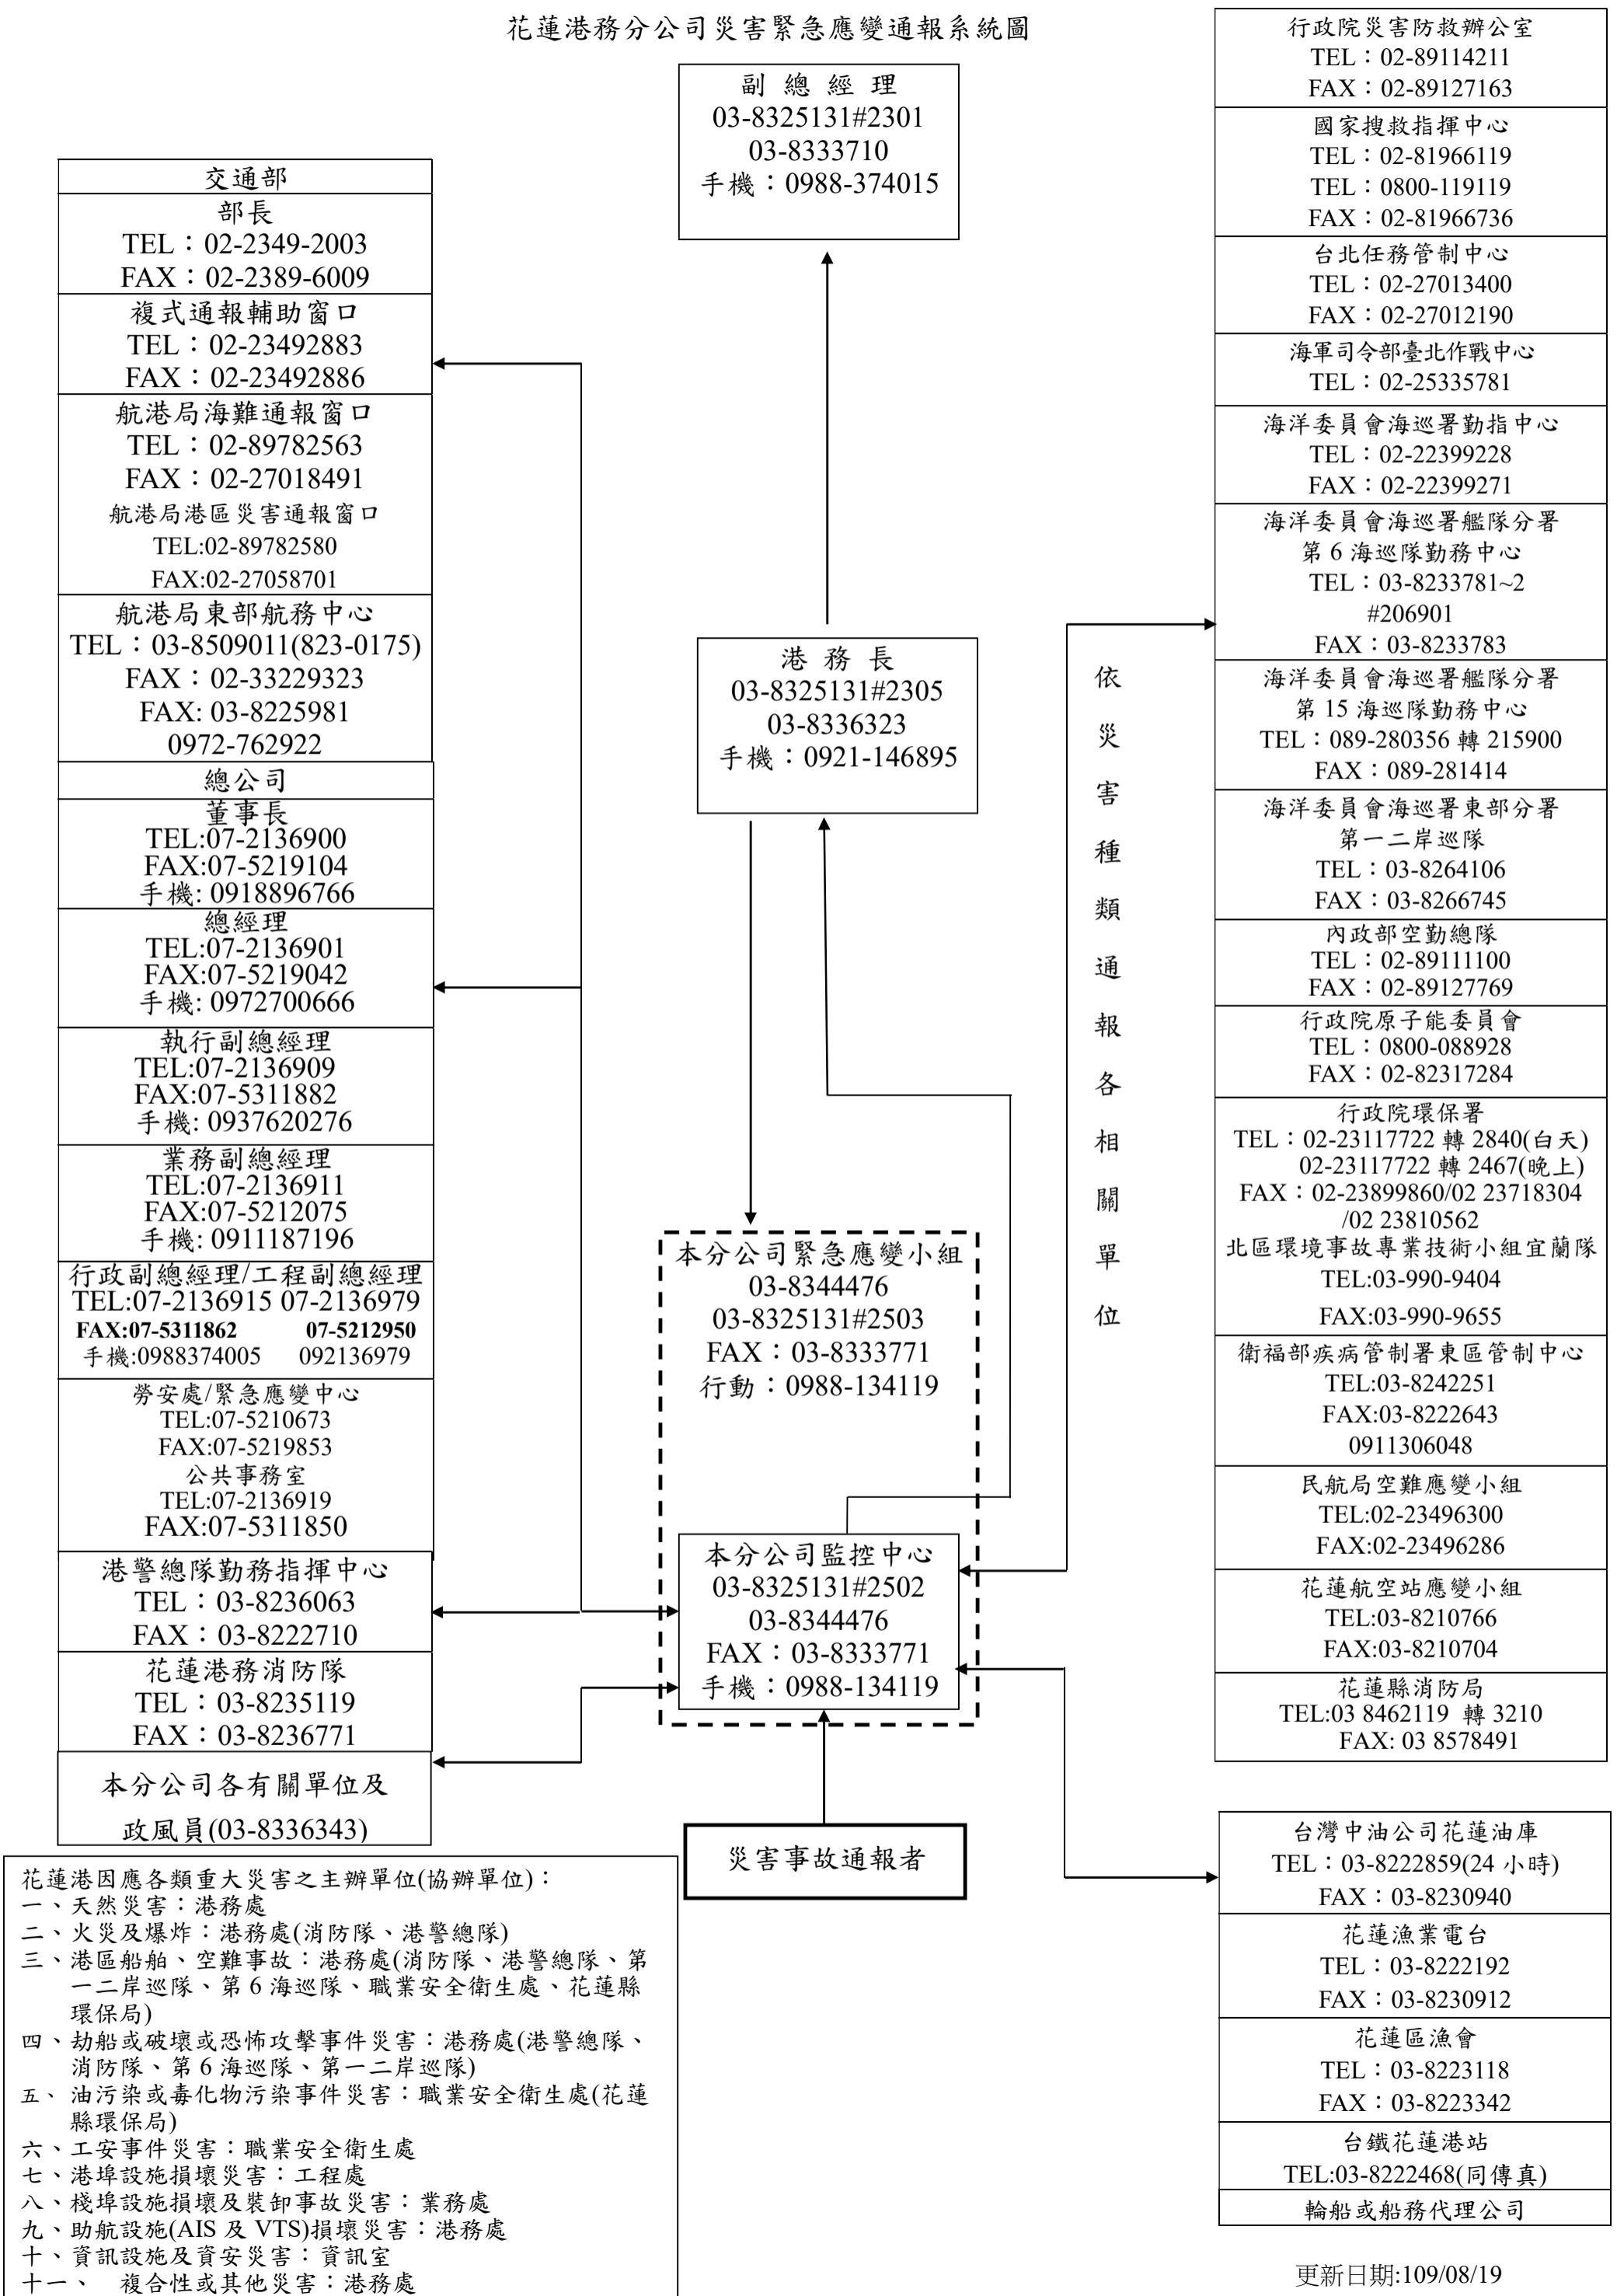 花蓮港務分公司災害緊急應變通報系統圖
副 總 經 理
03-8325131#2301
03-8333710
手機：0988-374015
交通部
部長
TEL：02-2349-2003
FAX：02-2389-6009
複式通報輔助窗口
TEL：02-23492883
FAX：02-23492886
航港局海難通報窗口
TEL：02-89782563
FAX：02-27018491
航港局港區災害通報窗口
TEL:02-89782580
FAX:02-27058701
航港局東部航務中心
TEL：03-8509011(823-0175)
FAX：02-33229323
FAX: 03-8225981
0972-762922
總公司
董事長
TEL:07-2136900
FAX:07-5219104
手機: 0918896766
總經理
TEL:07-2136901
FAX:07-5219042
手機: 0972700666
執行副總經理
TEL:07-2136909
FAX:07-5311882
手機: 0937620276
業務副總經理
TEL:07-2136911
FAX:07-5212075
手機: 0911187196
行政副總經理/工程副總經理
TEL:07-2136915 07-2136979
FAX:07-5311862 07-5212950
手機:0988374005 092136979
勞安處/緊急應變中心
TEL:07-5210673
FAX:07-5219853
公共事務室
TEL:07-2136919
FAX:07-5311850
港警總隊勤務指揮中心
TEL：03-8236063
FAX：03-8222710
花蓮港務消防隊
TEL：03-8235119
FAX：03-8236771
本分公司各有關單位及
政風員(03-8336343)
港 務 長
03-8325131#2305
03-8336323
手機：0921-146895
本分公司緊急應變小組
03-8344476
03-8325131#2503
FAX：03-8333771
行動：0988-134119
本分公司監控中心
03-8325131#2502
03-8344476
FAX：03-8333771
手機：0988-134119
災害事故通報者
依災害種類通報各相關單位
行政院災害防救辦公室
TEL：02-89114211
FAX：02-89127163
國家搜救指揮中心
TEL：02-81966119
TEL：0800-119119
FAX：02-81966736
台北任務管制中心
TEL：02-27013400
FAX：02-27012190
海軍司令部臺北作戰中心
TEL：02-25335781
海洋委員會海巡署勤指中心
TEL：02-22399228
FAX：02-22399271
海洋委員會海巡署艦隊分署
第 6 海巡隊勤務中心
TEL：03-8233781~2
#206901
FAX：03-8233783
海洋委員會海巡署艦隊分署
第 15 海巡隊勤務中心
TEL：089-280356 轉 215900
FAX：089-281414
海洋委員會海巡署東部分署
第一二岸巡隊
TEL：03-8264106
FAX：03-8266745
內政部空勤總隊
TEL：02-89111100
FAX：02-89127769
行政院原子能委員會
TEL：0800-088928
FAX：02-82317284
行政院環保署
TEL：02-23117722 轉 2840(白天)
02-23117722 轉 2467(晚上)
FAX：02-23899860/02 23718304
/02 23810562
北區環境事故專業技術小組宜蘭隊
TEL:03-990-9404
FAX:03-990-9655
衛福部疾病管制署東區管制中心
TEL:03-8242251
FAX:03-8222643
0911306048
民航局空難應變小組
TEL:02-23496300
FAX:02-23496286
花蓮航空站應變小組
TEL:03-8210766
FAX:03-8210704
花蓮縣消防局
TEL:03 8462119 轉 3210
FAX: 03 8578491
台灣中油公司花蓮油庫
TEL：03-8222859(24 小時)
FAX：03-8230940
花蓮漁業電台
TEL：03-8222192
FAX：03-8230912
花蓮區漁會
TEL：03-8223118
FAX：03-8223342
台鐵花蓮港站
TEL:03-8222468(同傳真)
輪船或船務代理公司
花蓮港因應各類重大災害之主辦單位(協辦單位)：
一、天然災害：港務處
二、火災及爆炸：港務處(消防隊、港警總隊)
三、港區船舶、空難事故：港務處(消防隊、港警總隊、第
一二岸巡隊、第 6 海巡隊、職業安全衛生處、花蓮縣
環保局)
四、劫船或破壞或恐怖攻擊事件災害：港務處(港警總隊、
消防隊、第 6 海巡隊、第一二岸巡隊)
五、 油污染或毒化物污染事件災害：職業安全衛生處(花蓮
縣環保局)
六、工安事件災害：職業安全衛生處
七、港埠設施損壞災害：工程處
八、棧埠設施損壞及裝卸事故災害：業務處
九、助航設施(AIS 及 VTS)損壞災害：港務處
十、資訊設施及資安災害：資訊室
十一、 複合性或其他災害：港務處
更新日期:109/08/19